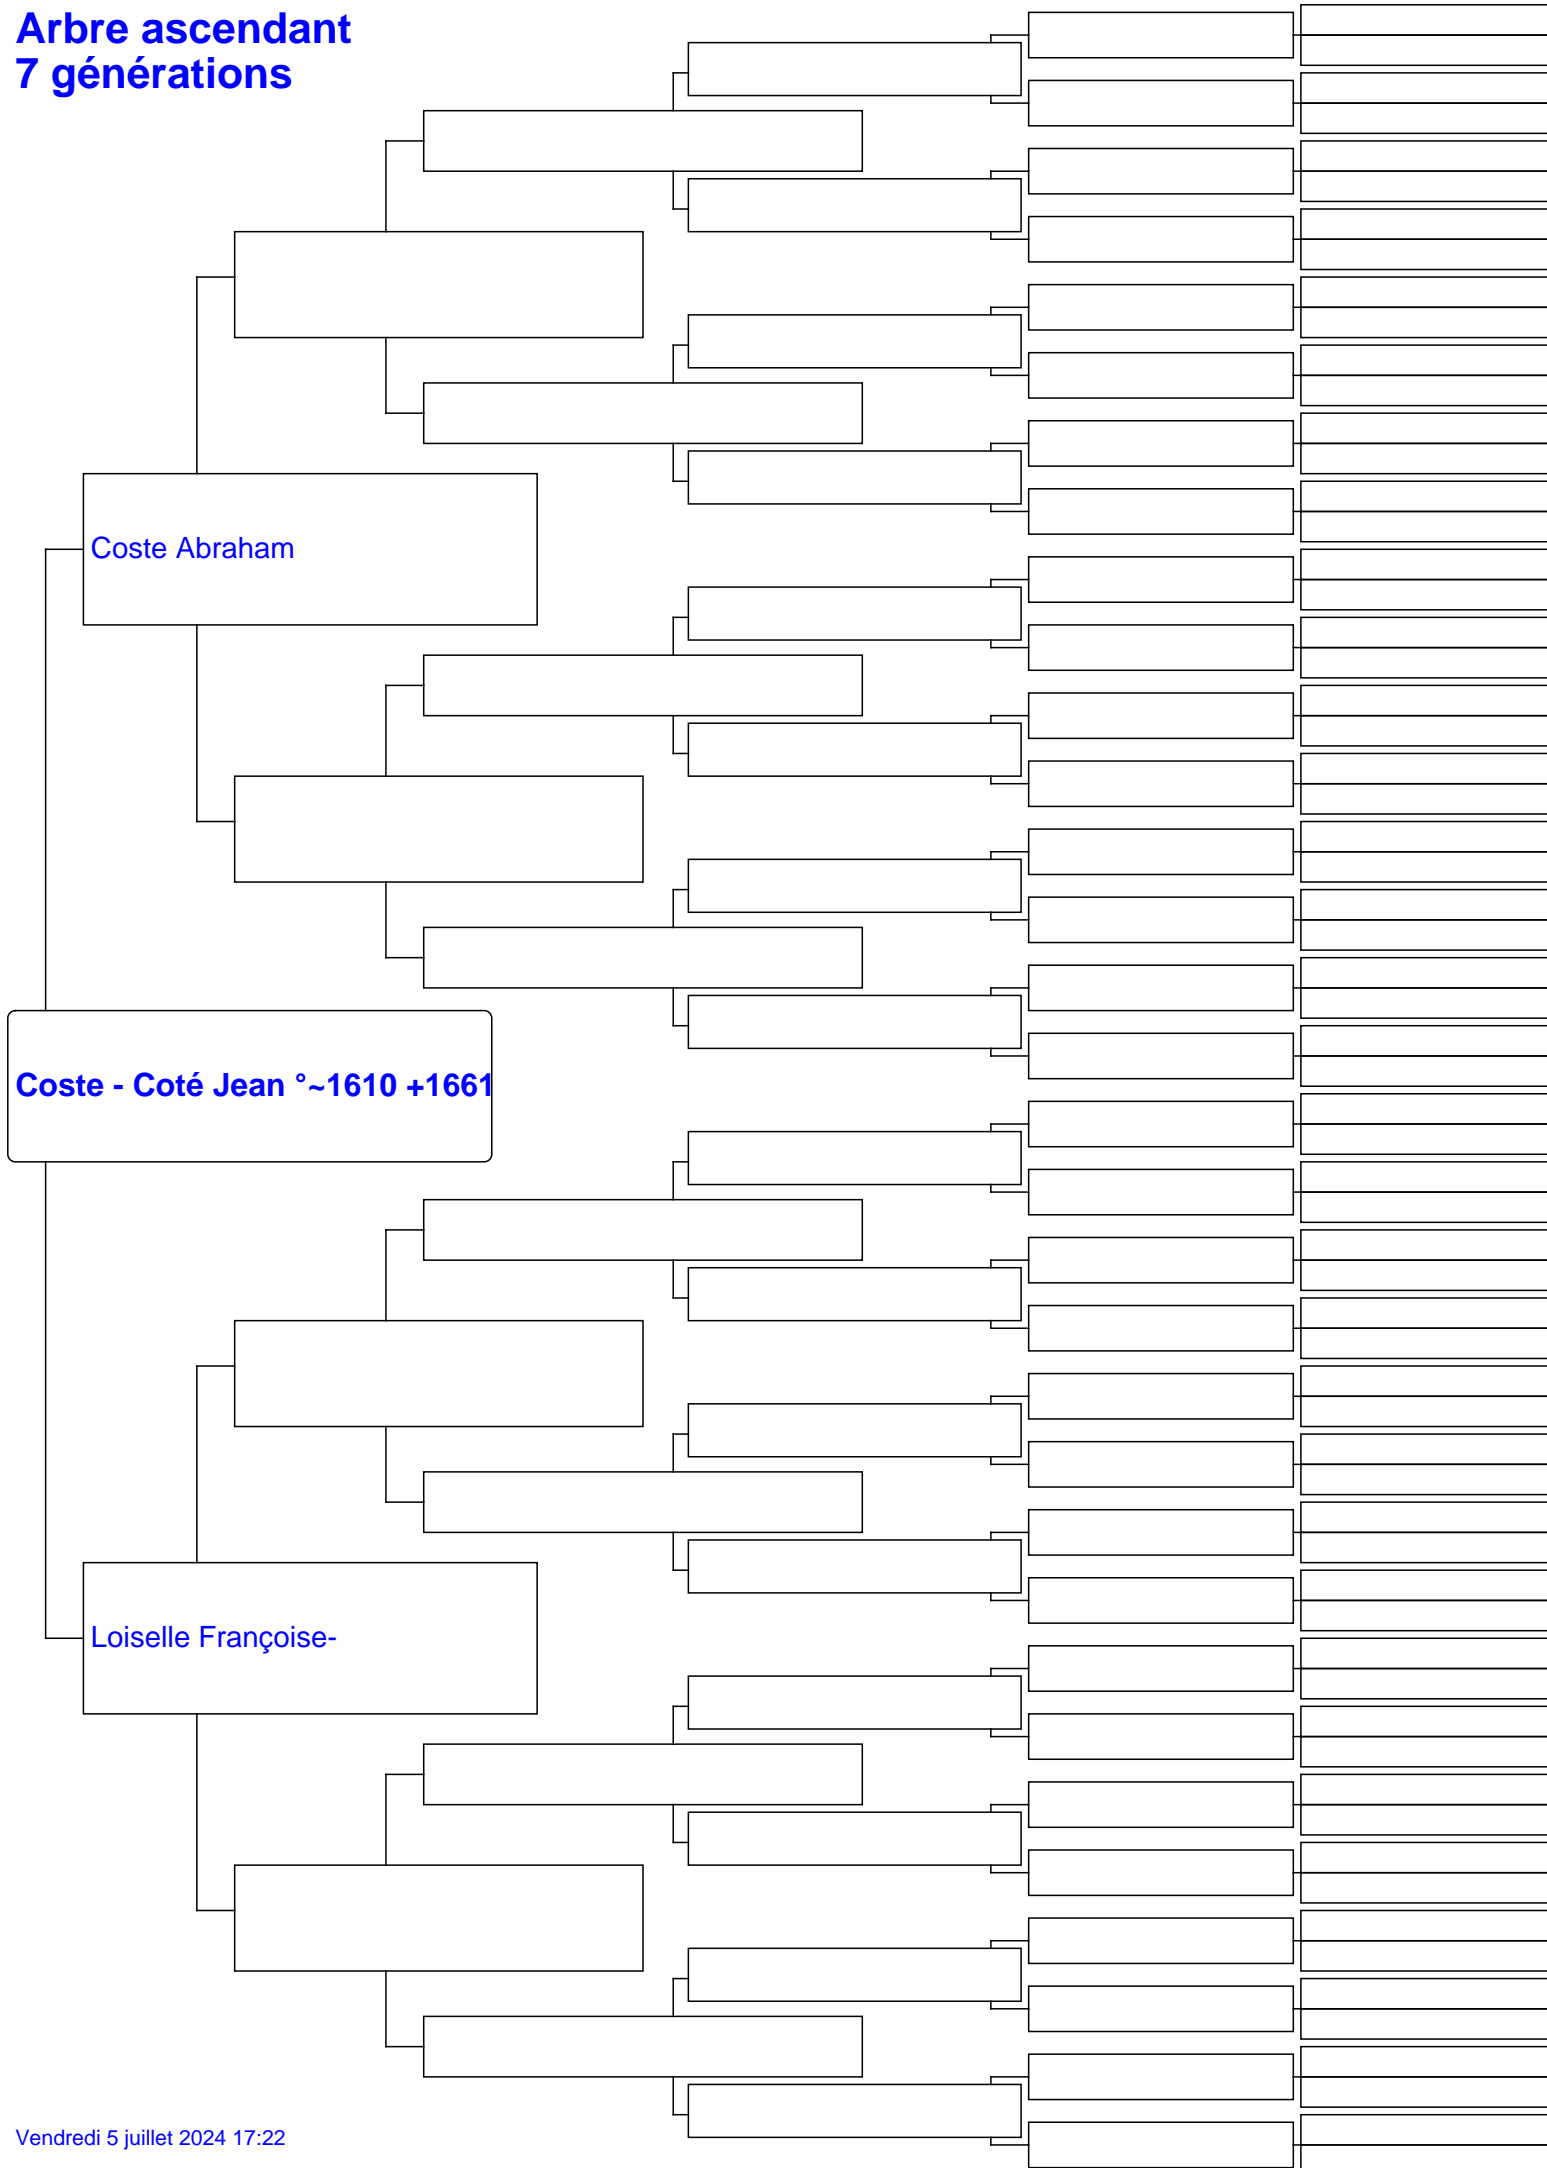 Arbre ascendant
7 générations
Coste Abraham
Coste - Coté Jean °~1610 +1661
Loiselle Françoise-
Vendredi 5 juillet 2024 17:22